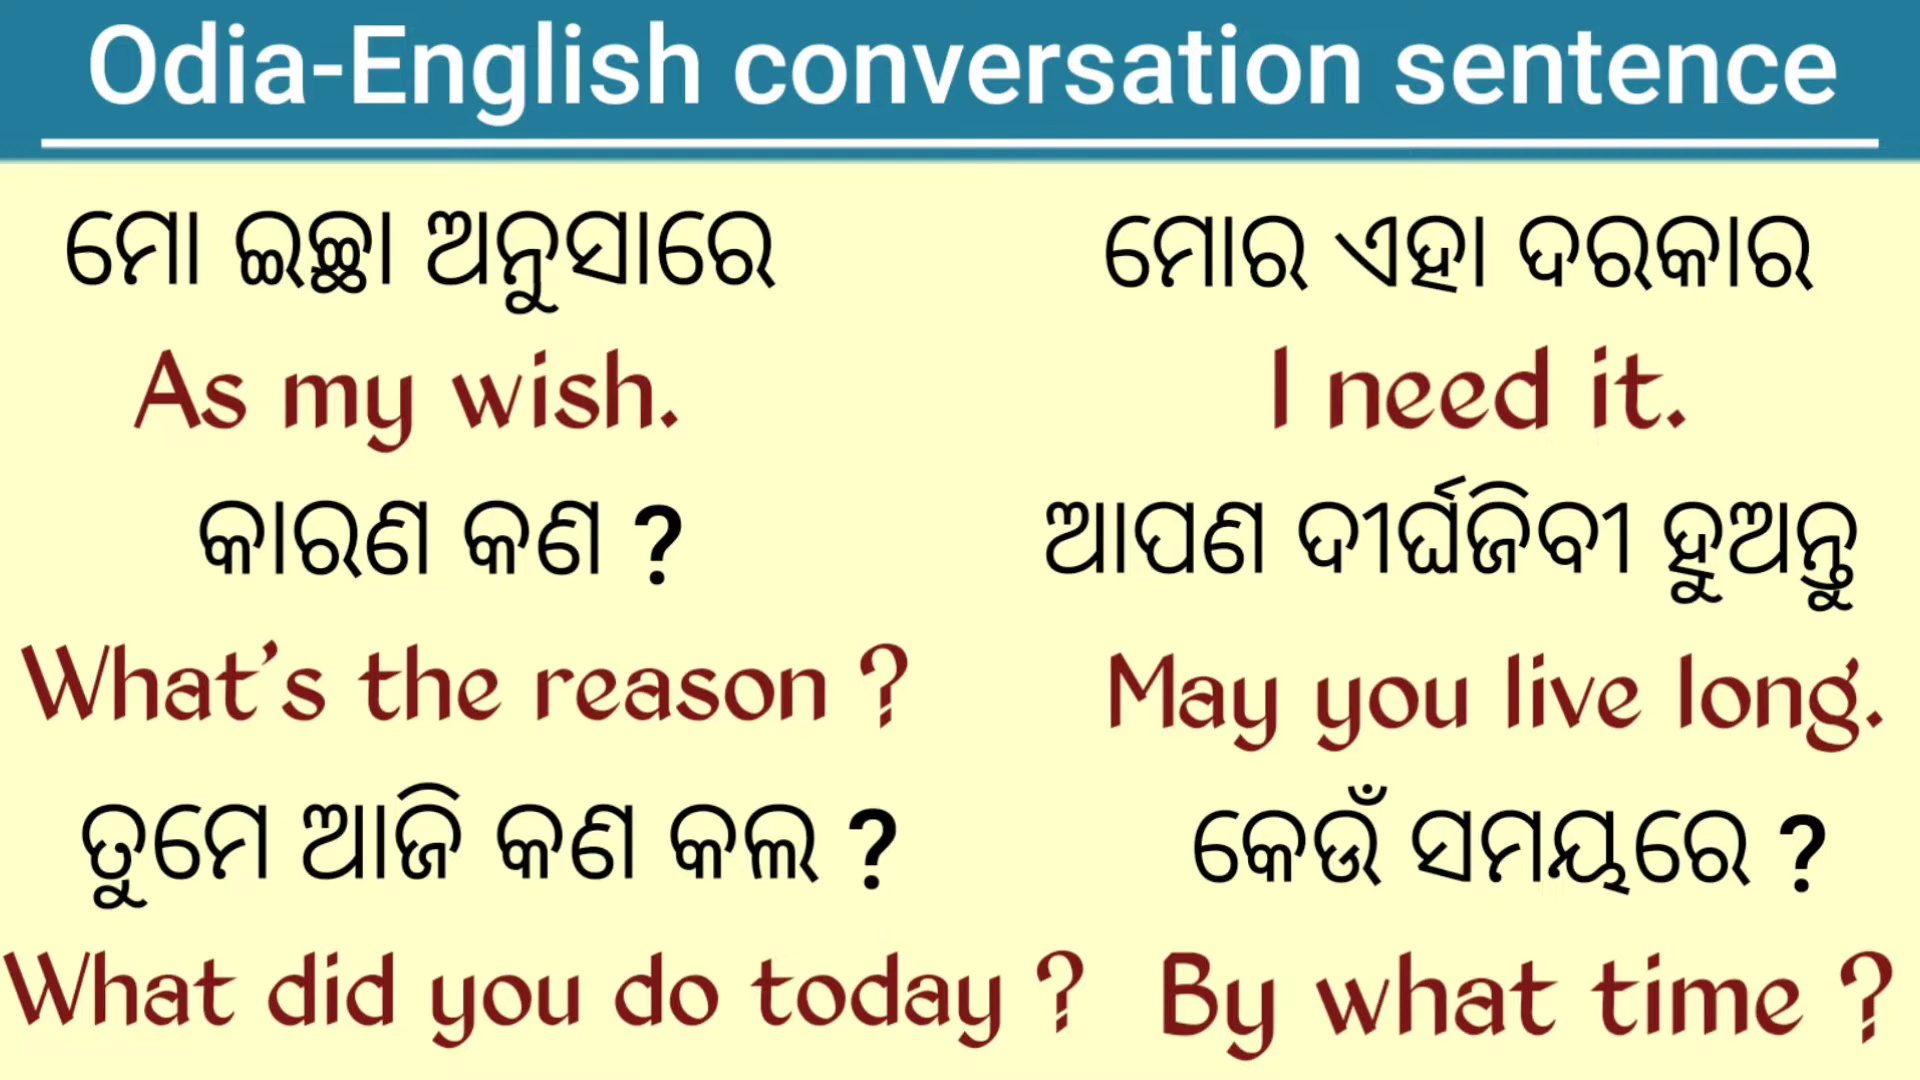 Odia-English conversation sentence
ମୋ ଇଚ୍ଛା ଅନୁସାରେ
As my wish.
କାରଣ କଣ ?
What's the reason ?
ତୁମେ ଆଜି କଣ କଲ ?
What did you do today ?
ମୋର ଏହା ଦରକାର
I need it.
ଆପଣ ଦୀର୍ଘଜିବୀ ହୁଅନ୍ତୁ
May you live long.
କେଉଁ ସମୟରେ ?
By what time ?